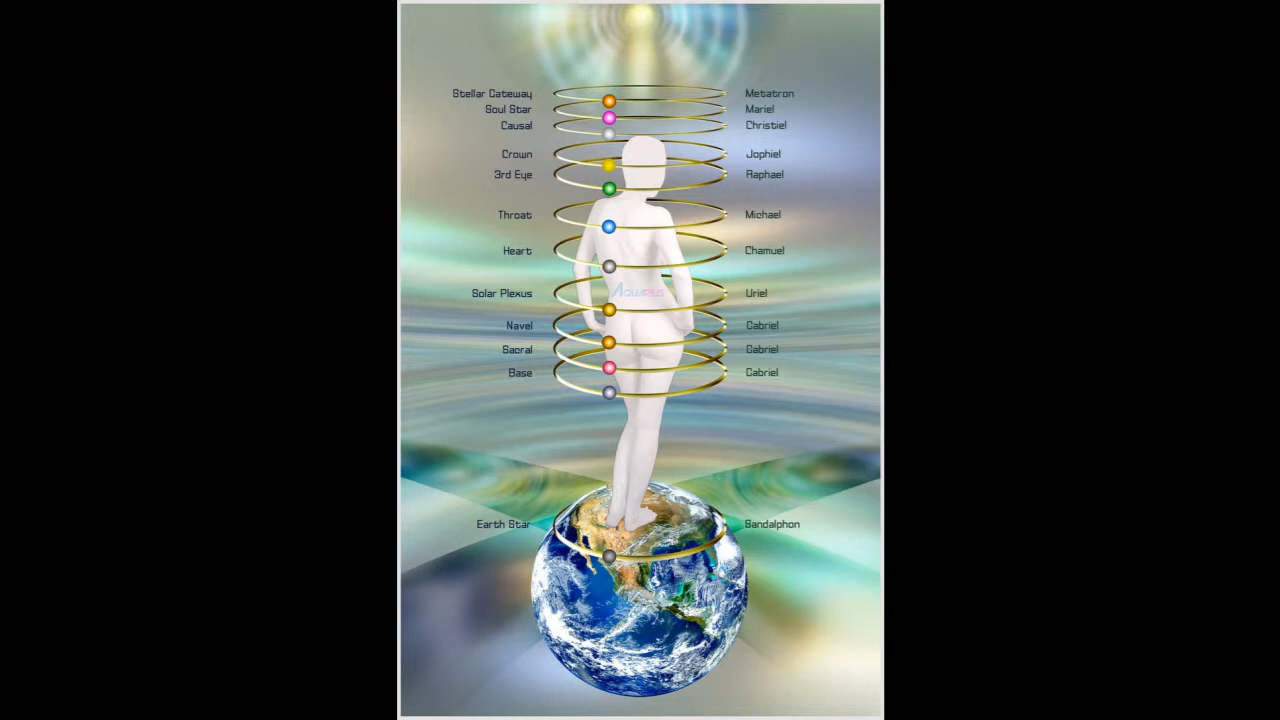 Stellar Gateway Metatron
Soul Star Mariel
Causal Christiel
Crown Jophiel
3rd Eye Raphael
Throat Michael
Heart Chamuel
AQUARIUS
Solar Plexus Uriel
Navel Gabriel
Sacral Gabriel
Base Gabriel
Earth Star Sandalphon